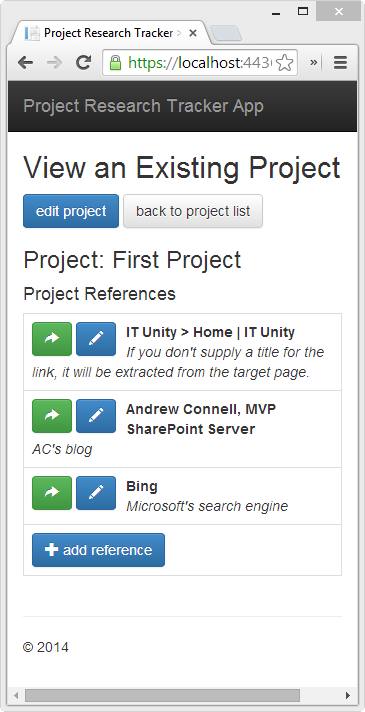 Project Research Tracker >
https://localhost:443
»
Project Research Tracker App
View an Existing Project
edit project
back to project list
Project: First Project
Project References
IT Unity > Home | IT Unity
If you don't supply a title for the
link, it will be extracted from the target page.
Andrew Connell, MVP
SharePoint Server
AC's blog
Bing
Microsoft's search engine
add reference
© 2014